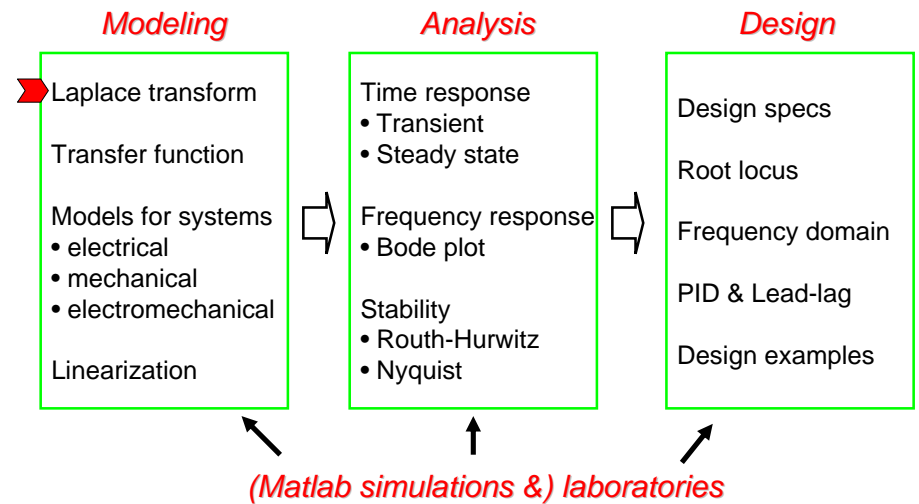 Modeling
Laplace transform
Transfer function
Models for systems
• electrical
• mechanical
• electromechanical
Linearization
Analysis
Time response
• Transient
• Steady state
Frequency response
• Bode plot
Stability
• Routh-Hurwitz
• Nyquist
Design
Design specs
Root locus
Frequency domain
PID & Lead-lag
Design examples
(Matlab simulations &) laboratories